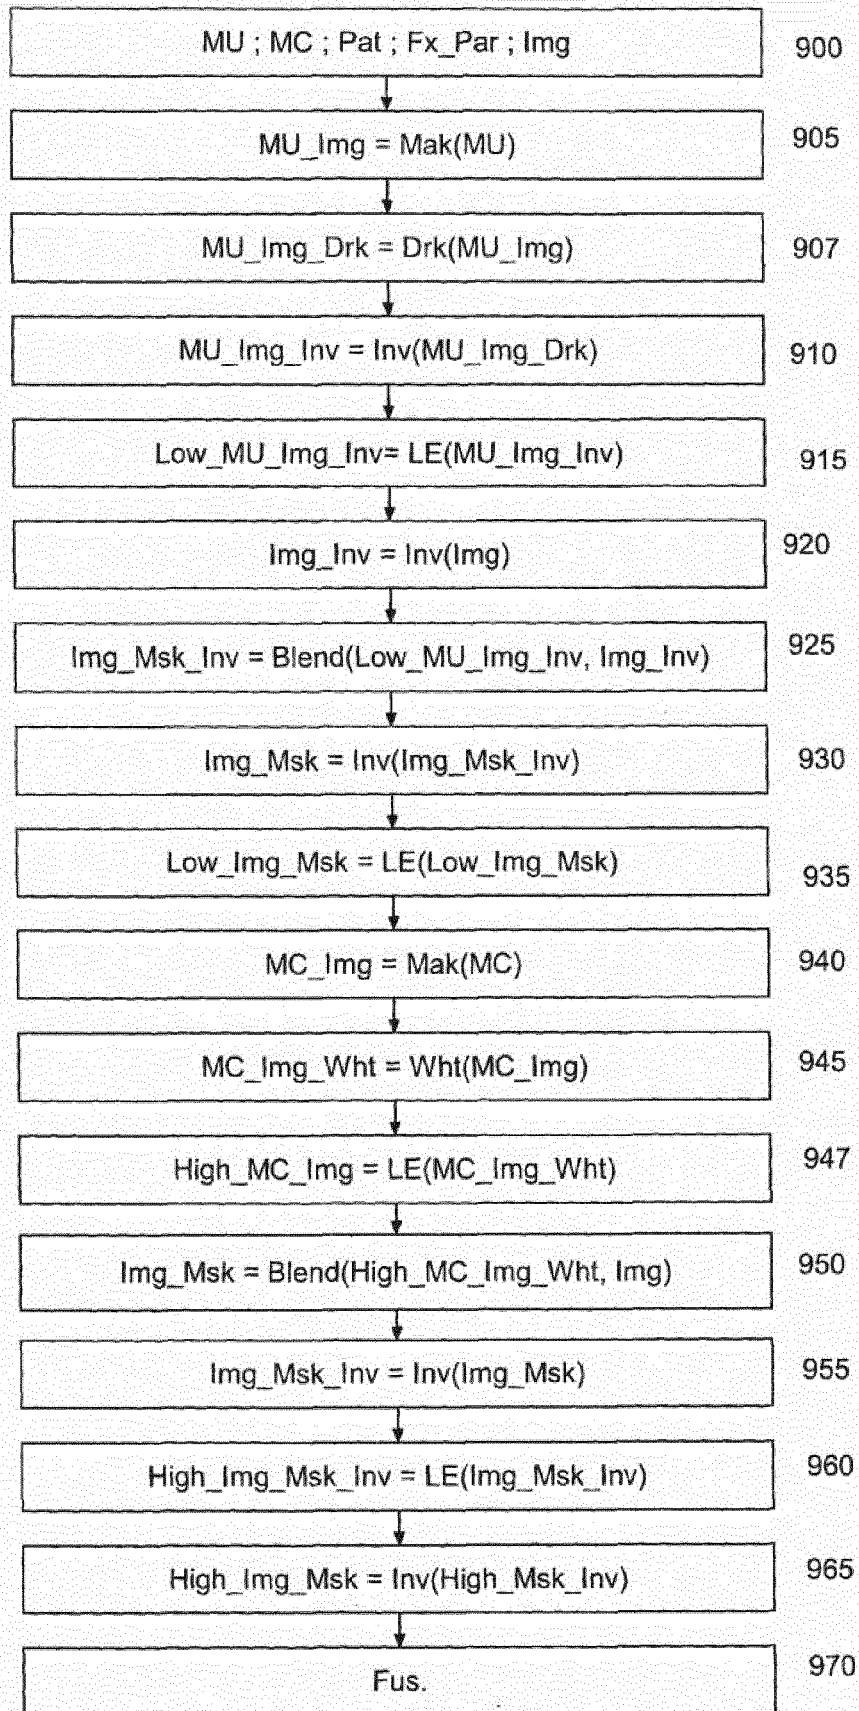 MU ; MC ; Pat ; Fx_Par ; Img
900
MU_Img = Mak(MU)
905
MU_Img_Drk = Drk(MU_Img)
907
MU_Img_Inv = Inv(MU_Img_Drk)
910
Low_MU_Img_Inv= LE(MU_Img_Inv)
915
Img_Inv = Inv(Img)
920
Img_Msk_Inv = Blend(Low_MU_Img_Inv, Img_Inv)
925
Img_Msk = Inv(Img_Msk_Inv)
930
Low_Img_Msk = LE(Low_Img_Msk)
935
MC_Img = Mak(MC)
940
MC_Img_Wht = Wht(MC_Img)
945
High_MC_Img = LE(MC_Img_Wht)
947
Img_Msk = Blend(High_MC_Img_Wht, Img)
950
Img_Msk_Inv = Inv(Img_Msk)
955
High_Img_Msk_Inv = LE(Img_Msk_Inv)
960
High_Img_Msk = Inv(High_Msk_Inv)
965
Fus.
970